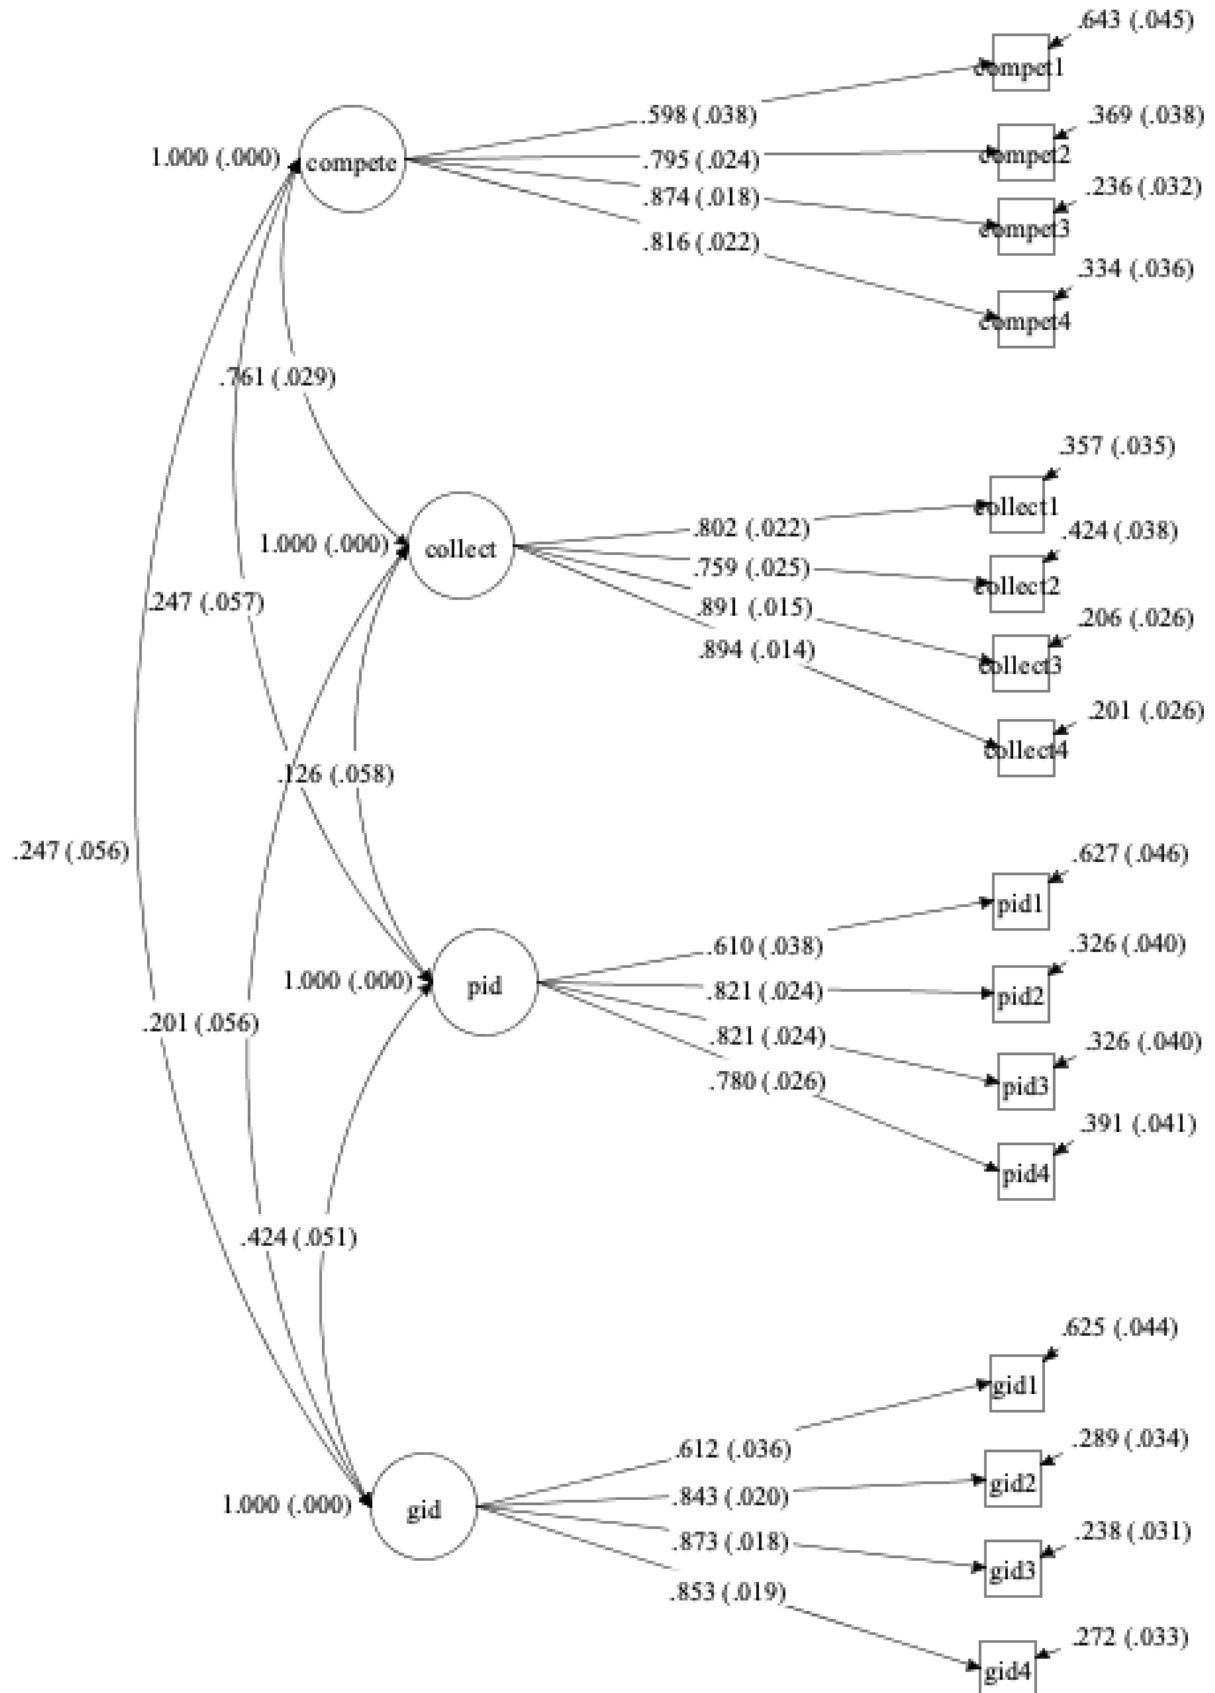 .643 (.045)
compet1
.598 (.038)
.369 (.038)
1.000 (.000)
compete
.795 (.024)
compet2
.874 (.018)
.236 (.032)
compet3
.816 (.022)
.334 (.036)
compet4
.761 (.029)
.357 (.035)
collect1
.802 (.022)
.424 (.038)
1.000 (.000)
collect
.759 (.025)
collect2
.891 (.015)
.206 (.026)
.247 (.057)
.894 (.014)
collect3
.201 (.026)
collect4
.126 (.058)
.247 (.056)
.627 (.046)
pid1
.610 (.038)
.326 (.040)
1.000 (.000)
pid
.821 (.024)
pid2
.201 (.056)
.821 (.024)
.326 (.040)
pid3
.780 (.026)
.391 (.041)
pid4
.424 (.051)
.625 (.044)
gid1
.612 (.036)
.289 (.034)
1.000 (.000)
gid
.843 (.020)
gid2
.873 (.018)
.238 (.031)
gid3
.853 (.019)
.272 (.033)
gid4